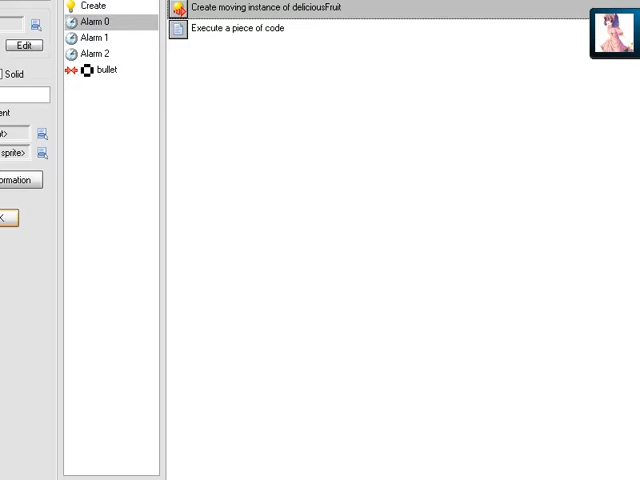 Create
Create moving instance of deliciousFruit
Alarm 0
Execute a piece of code
Edit
Alarm 1
Alarm 2
Solid
bullet
ent
t>
sprite>
ormation